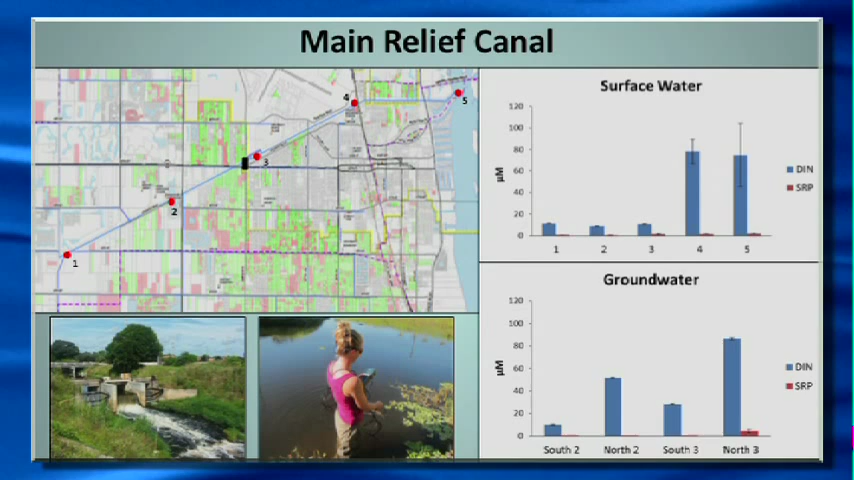 Main Relief Canal
4
5
3
2
1
Surface Water
120
100
80
60
40
20
0
µM
1 2 3 4 5
DIN
SRP
Groundwater
120
100
80
60
40
20
0
µM
South 2 North 2 South 3 North 3
DIN
SRP